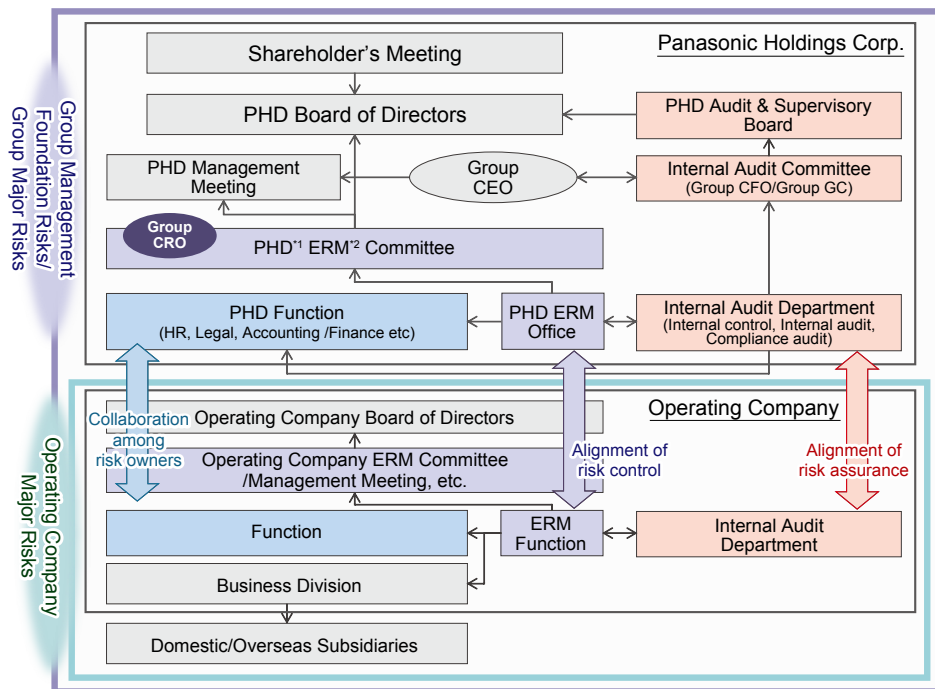 Group Management
Foundation Risks/
Group Major Risks
Panasonic Holdings Corp.
Shareholder's Meeting
PHD Board of Directors
PHD Audit & Supervisory
Board
PHD Management
Meeting
Group
CEO
Internal Audit Committee
(Group CFO/Group GC)
Group
CRO
PHD*1 ERM*2 Committee
PHD Function
(HR, Legal, Accounting /Finance etc)
PHD ERM
Office
Internal Audit Department
(Internal control, Internal audit,
Compliance audit)
Operating Company
Major Risks
Operating Company
Operating Company Board of Directors
Collaboration
among
risk owners
Operating Company ERM Committee
/Management Meeting, etc.
Alignment of
risk control
Alignment of
risk assurance
Function
ERM
Function
Internal Audit
Department
Business Division
Domestic/Overseas Subsidiaries